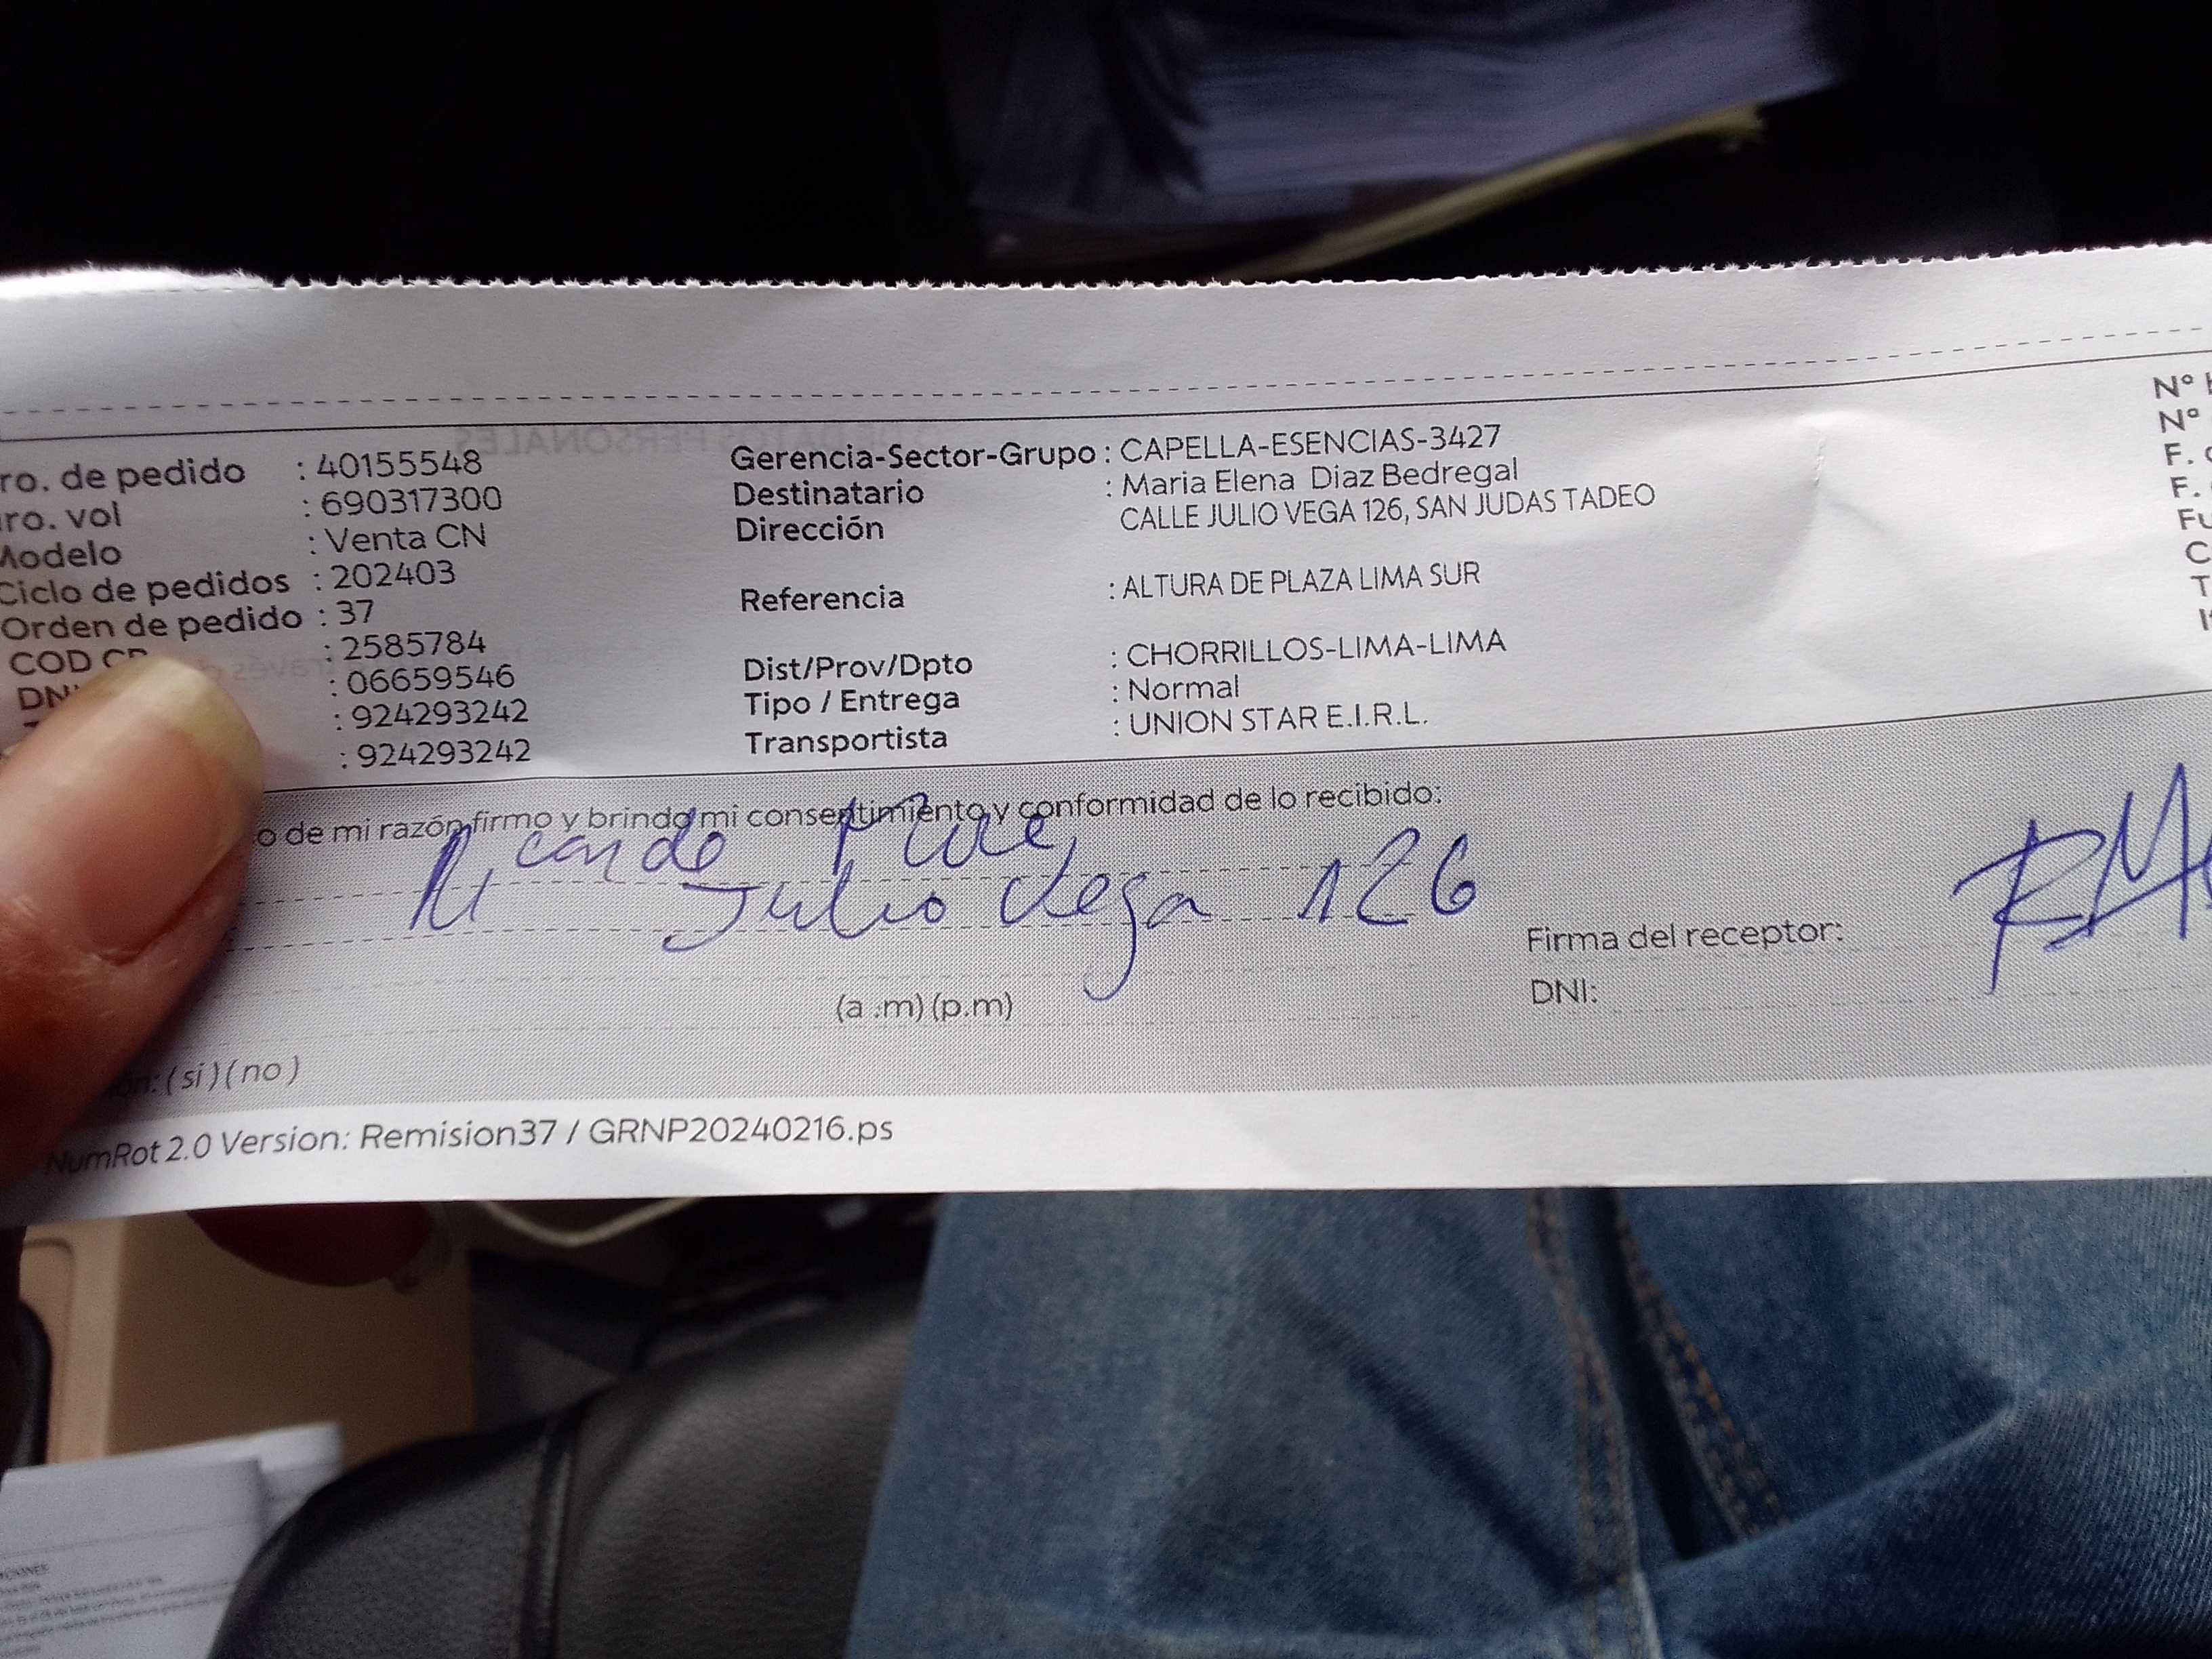 ro. de pedido : 40155548
ro. vol : 690317300
Modelo : Venta CN
Ciclo de pedidos : 202403
Orden de pedido : 37
COD : 2585784
DNI : 06659546
: 924293242
: 924293242
Gerencia-Sector-Grupo : CAPELLA-ESENCIAS-3427
Destinatario : Maria Elena Diaz Bedregal
Dirección CALLE JULIO VEGA 126, SAN JUDAS TADEO
Referencia : ALTURA DE PLAZA LIMA SUR
Dist/Prov/Dpto : CHORRILLOS-LIMA-LIMA
Tipo / Entrega : Normal
Transportista : UNION STAR E.I.R.L.
N°
N°
F.
F.
Fu
C
T
o de mi razón firmo y brindo mi consentimiento y conformidad de lo recibido:
Ricardo
Julio Vega 126
Firma del receptor:
DNI:
(a .m) (p.m)
(si) (no)
NumRot 2.0 Version: Remision37 / GRNP20240216.ps